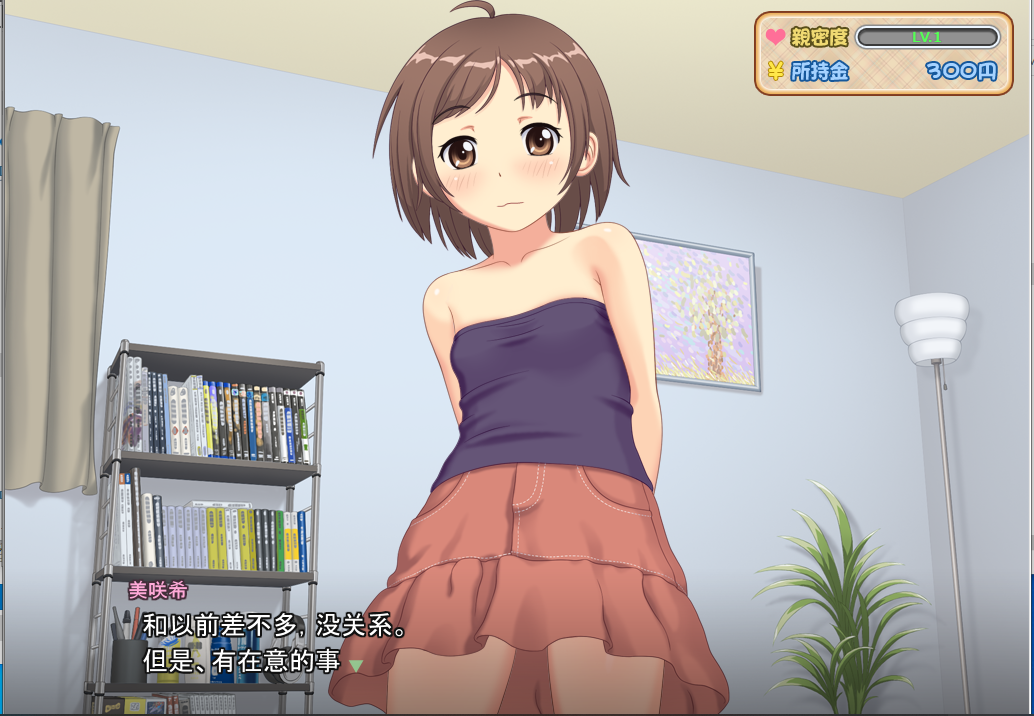 親密度 LV.1
所持金 300円
美咲希
和以前差不多, 没关系。
但是、有在意的事